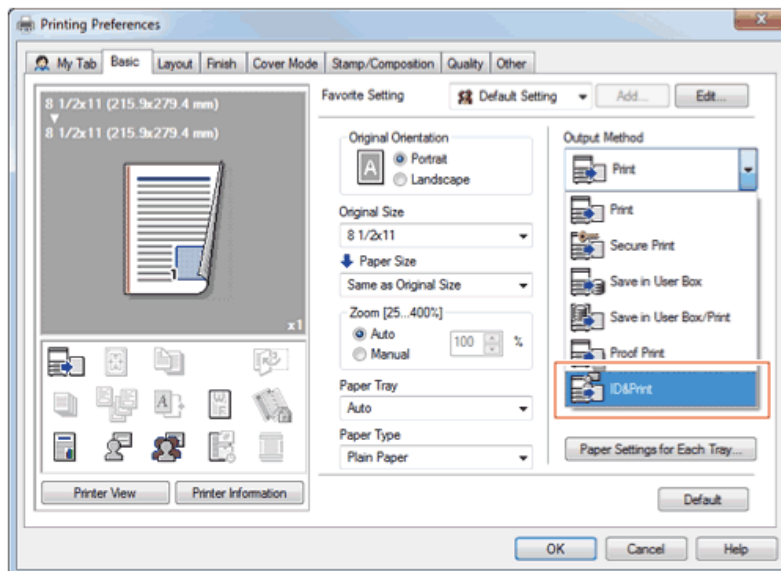 Printing Preferences
My Tab Basic Layout Finish Cover Mode Stamp/Composition Quality Other
8 1/2x11 (215.9x279.4 mm)
8 1/2x11 (215.9x279.4 mm)
1
x1
Printer View Printer Information
Favorite Setting Default Setting Add... Edit...
Original Orientation
A
Portrait
Landscape
Original Size
8 1/2x11
Paper Size
Same as Original Size
Zoom [25...400%]
Auto
Manual
100 %
Paper Tray
Auto
Paper Type
Plain Paper
Output Method
Print
Print
Secure Print
Save in User Box
Save in User Box/Print
Proof Print
ID&Print
Paper Settings for Each Tray...
Default
OK Cancel Help